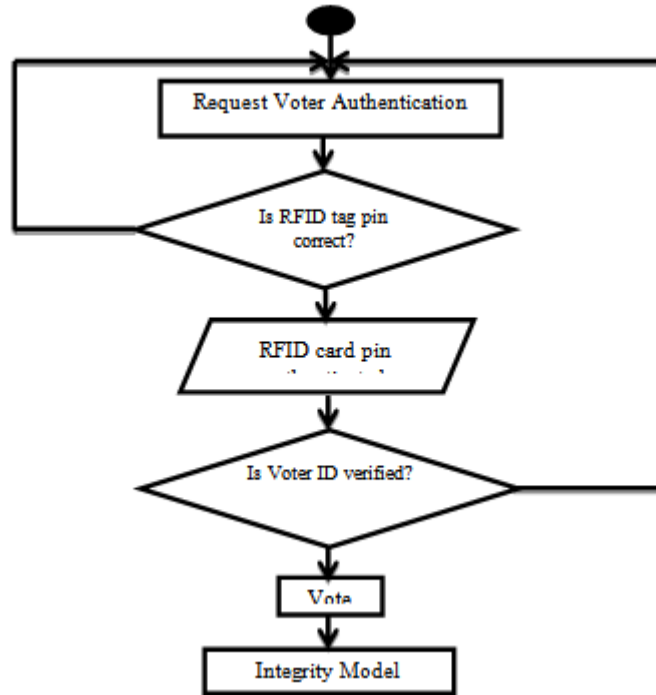 Request Voter Authentication
Is RFID tag pin
correct?
RFID card pin
Is Voter ID verified?
Vote
Integrity Model